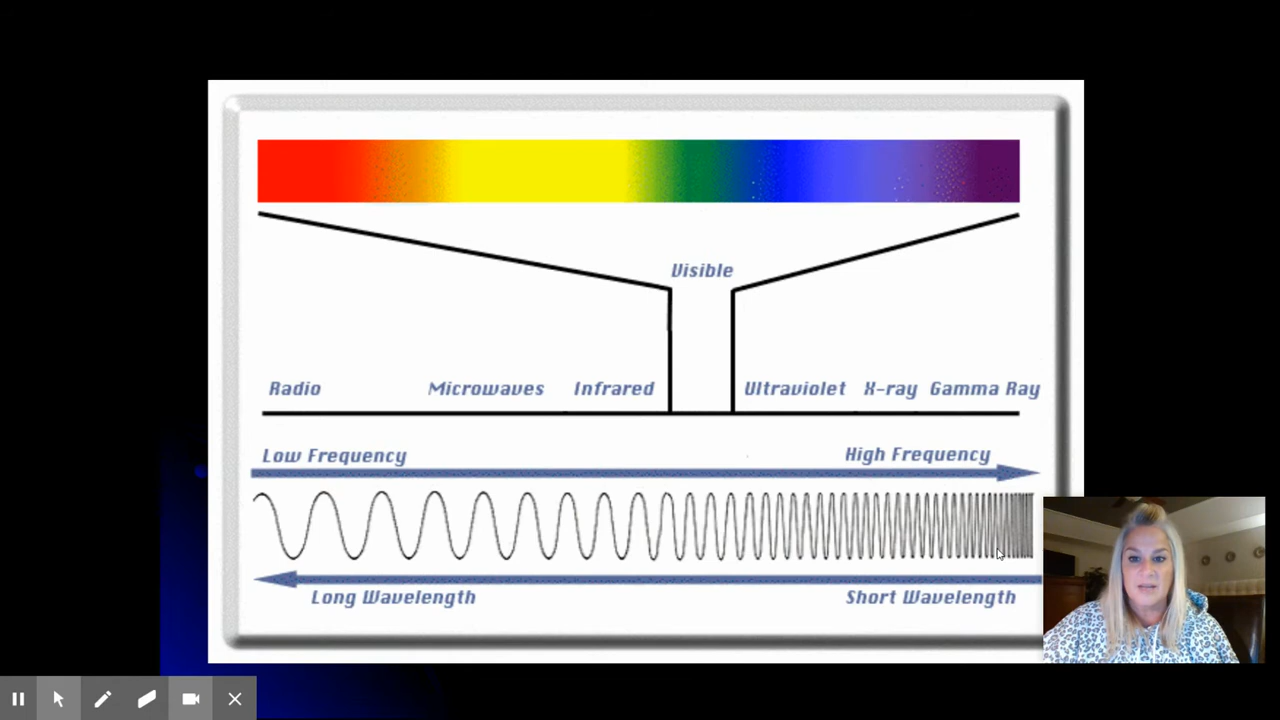 Visible
Radio Microwaves Infrared Ultraviolet X-ray Gamma Ray
Low Frequency High Frequency
Long Wavelength Short Wavelength